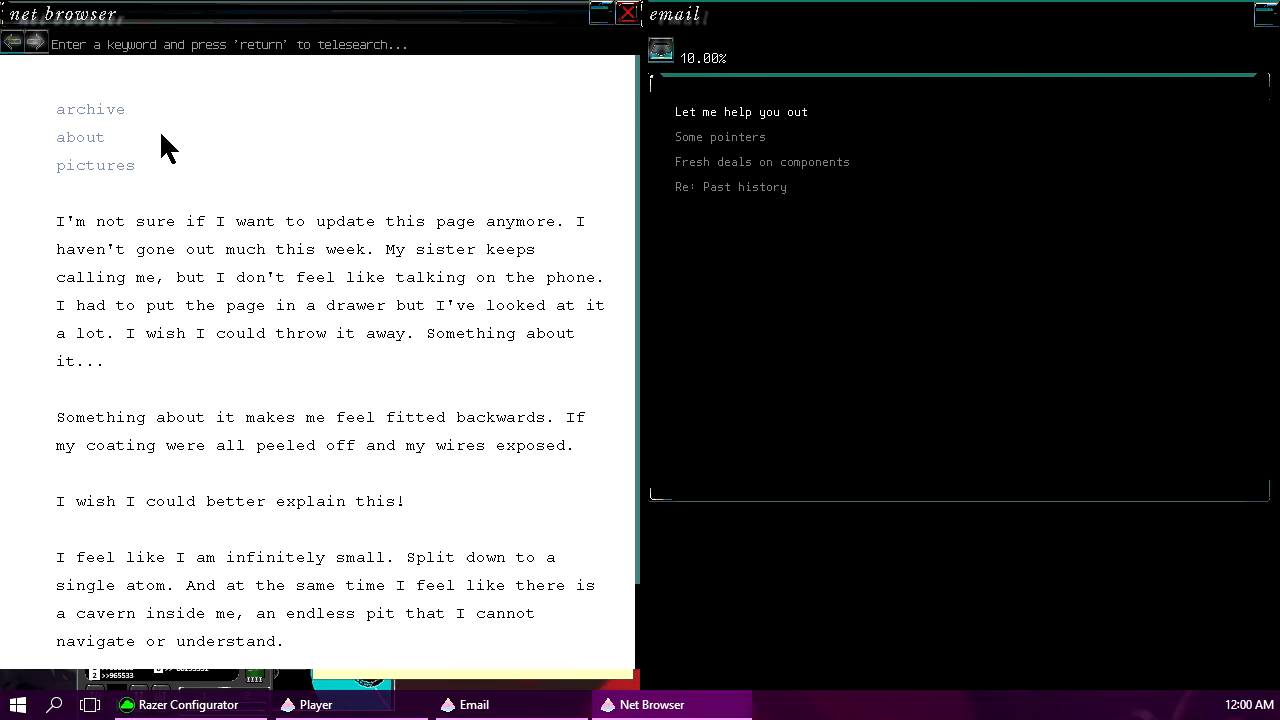 net browser
Enter a keyword and press 'return' to telesearch...
archive
about
pictures
I'm not sure if I want to update this page anymore. I
haven't gone out much this week. My sister keeps
calling me, but I don't feel like talking on the phone.
I had to put the page in a drawer but I've looked at it
a lot. I wish I could throw it away. Something about
it...
Something about it makes me feel fitted backwards. If
my coating were all peeled off and my wires exposed.
I wish I could better explain this!
I feel like I am infinitely small. Split down to a
single atom. And at the same time I feel like there is
a cavern inside me, an endless pit that I cannot
navigate or understand.
email
10.00%
Let me help you out
Some pointers
Fresh deals on components
Re: Past history
2 >>965533
Razer Configurator
Player
Email
Net Browser
12:00 AM